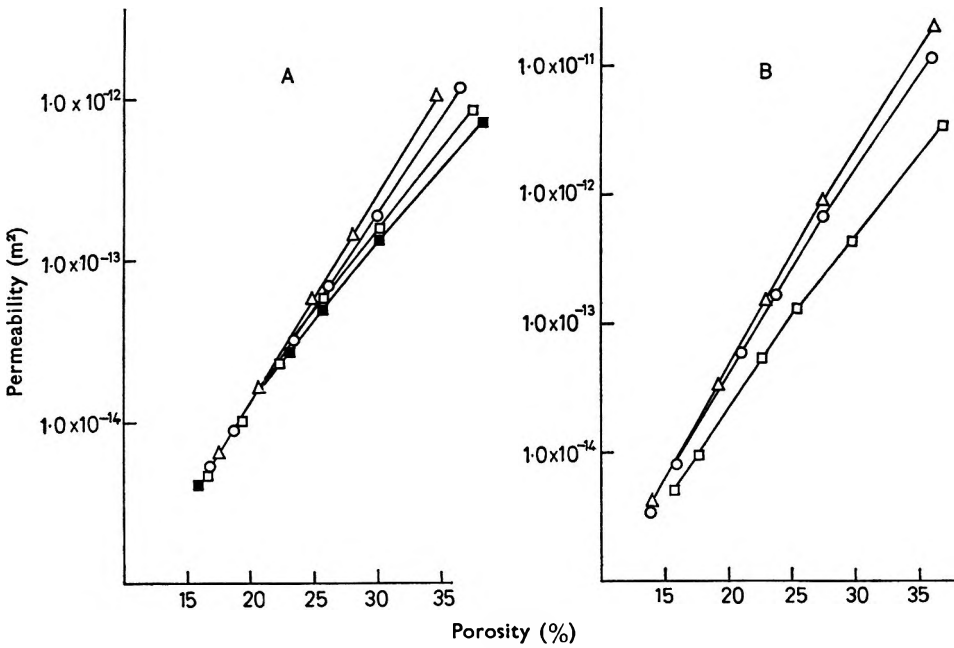 A
B
1·0 x 10⁻¹²
1·0 x 10⁻¹³
1·0 x 10⁻¹⁴
1·0 x 10⁻¹¹
1·0 x 10⁻¹²
1·0 x 10⁻¹³
1·0 x 10⁻¹⁴
Permeability (m²)
15 20 25 30 35
15 20 25 30 35
Porosity (%)